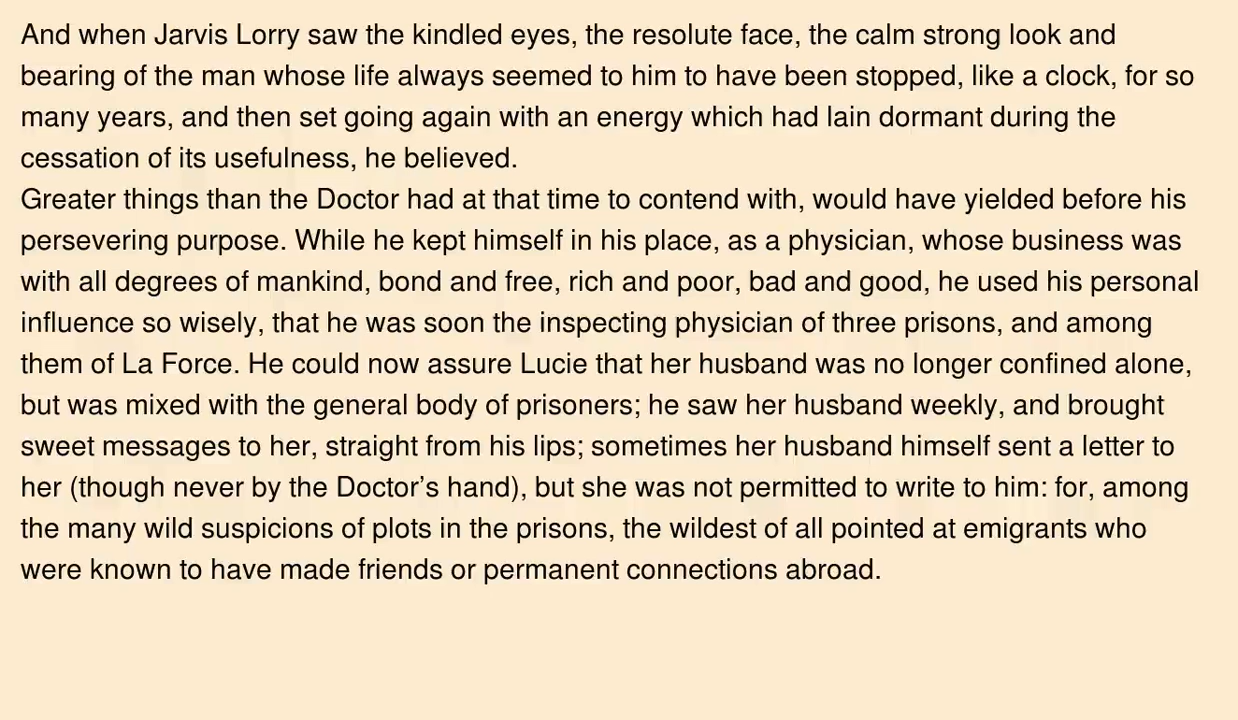 And when Jarvis Lorry saw the kindled eyes, the resolute face, the calm strong look and
bearing of the man whose life always seemed to him to have been stopped, like a clock, for so
many years, and then set going again with an energy which had lain dormant during the
cessation of its usefulness, he believed.
Greater things than the Doctor had at that time to contend with, would have yielded before his
persevering purpose. While he kept himself in his place, as a physician, whose business was
with all degrees of mankind, bond and free, rich and poor, bad and good, he used his personal
influence so wisely, that he was soon the inspecting physician of three prisons, and among
them of La Force. He could now assure Lucie that her husband was no longer confined alone,
but was mixed with the general body of prisoners; he saw her husband weekly, and brought
sweet messages to her, straight from his lips; sometimes her husband himself sent a letter to
her (though never by the Doctor’s hand), but she was not permitted to write to him: for, among
the many wild suspicions of plots in the prisons, the wildest of all pointed at emigrants who
were known to have made friends or permanent connections abroad.